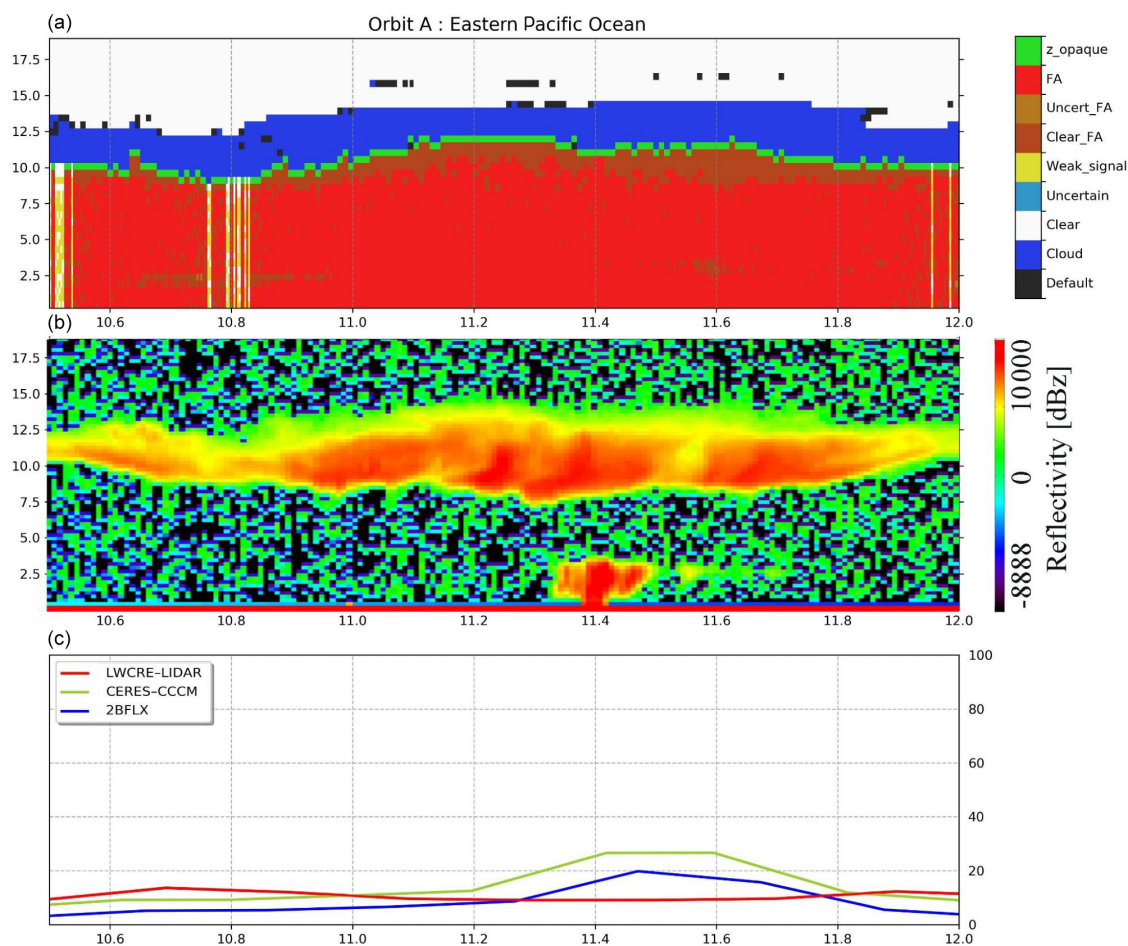 (a)
Orbit A : Eastern Pacific Ocean
17.5
15.0
12.5
10.0
7.5
5.0
2.5
10.6 10.8 11.0 11.2 11.4 11.6 11.8 12.0
z_opaque
FA
Uncert_FA
Clear_FA
Weak_signal
Uncertain
Clear
Cloud
Default
(b)
17.5
15.0
12.5
10.0
7.5
5.0
2.5
10.6 10.8 11.0 11.2 11.4 11.6 11.8 12.0
10 000
0
-8888
Reflectivity [dBz]
(c)
LWCRE–LIDAR
CERES–CCCM
2BFLX
100
80
60
40
20
0
10.6 10.8 11.0 11.2 11.4 11.6 11.8 12.0